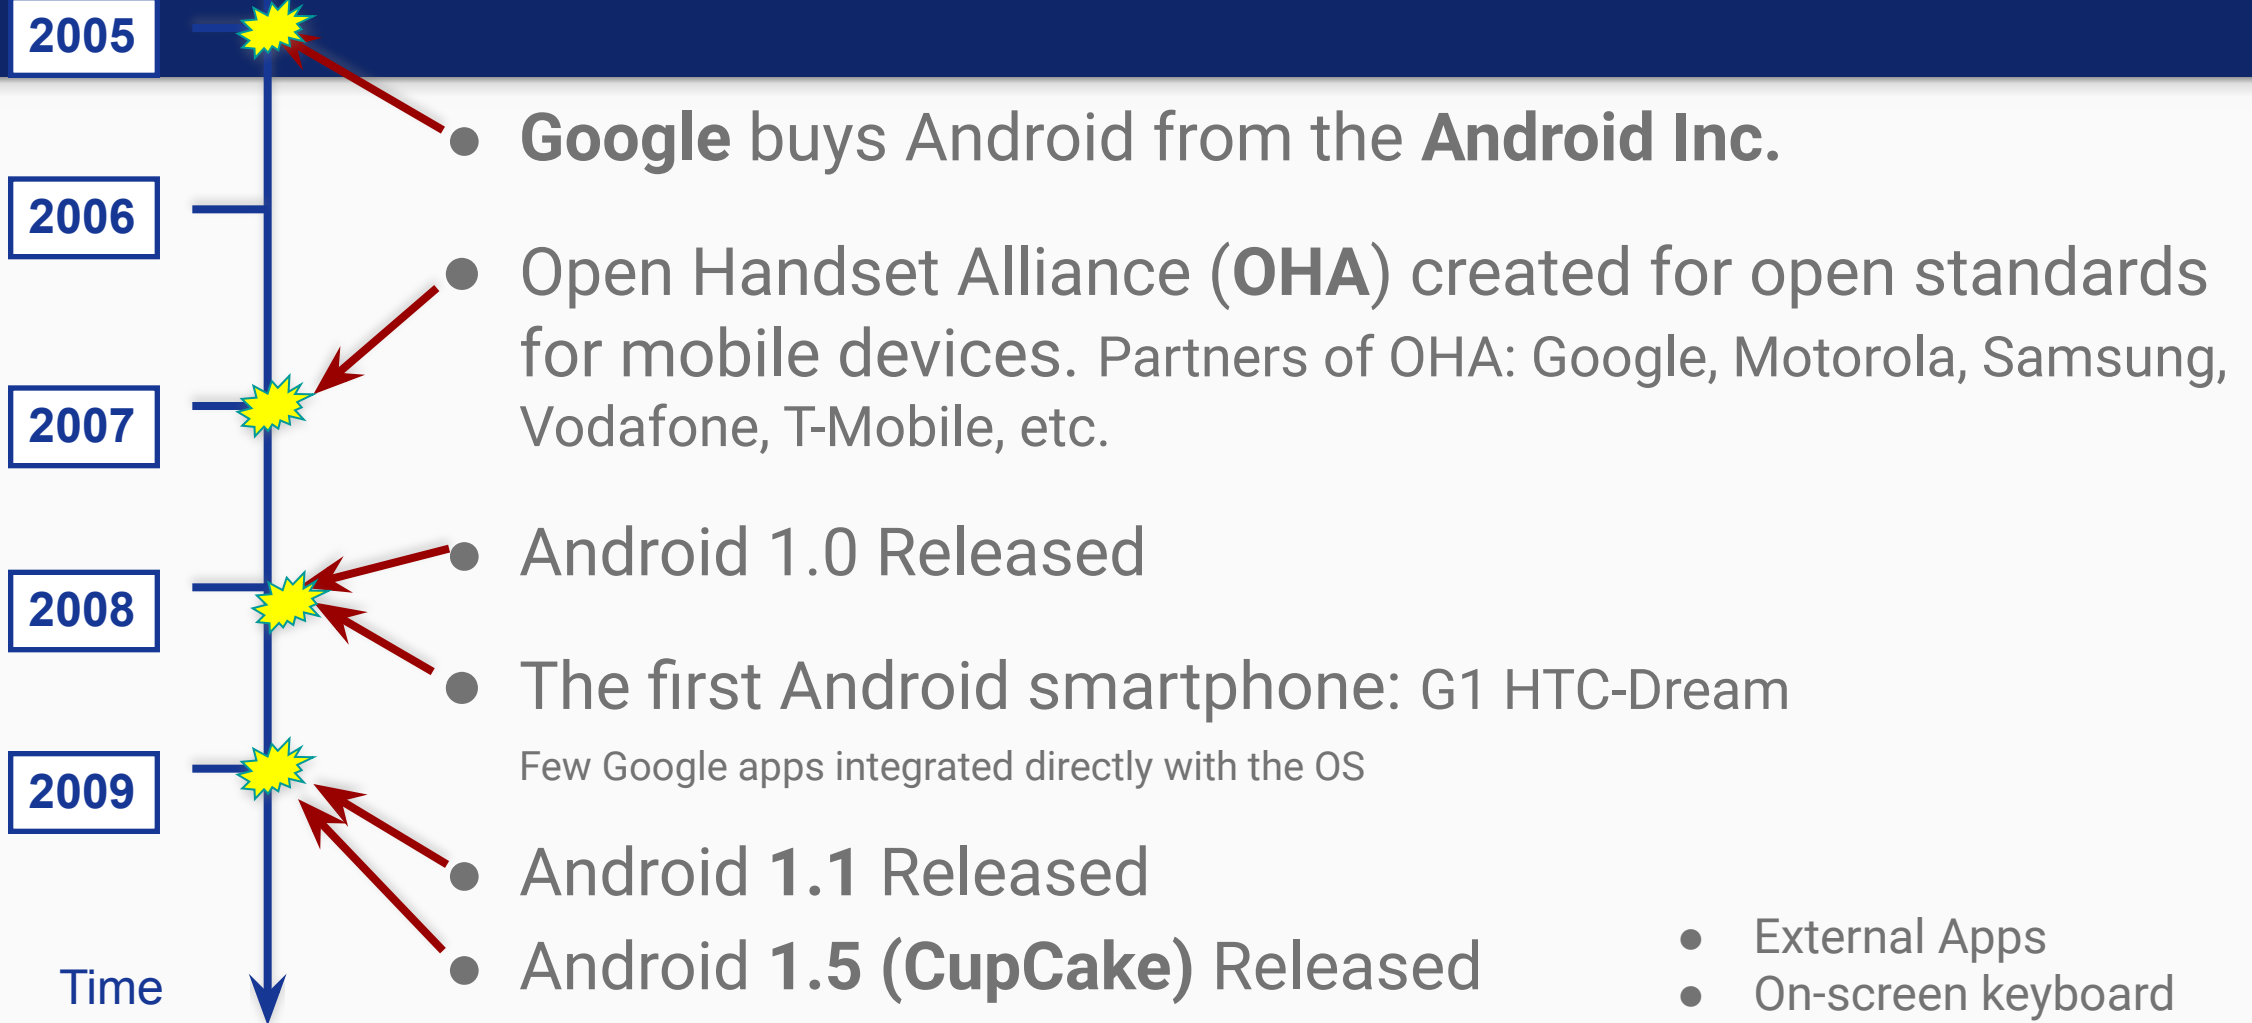 2005
● Google buys Android from the Android Inc.
2006
● Open Handset Alliance (OHA) created for open standards
for mobile devices. Partners of OHA: Google, Motorola, Samsung,
2007
Vodafone, T-Mobile, etc.
● Android 1.0 Released
2008
● The first Android smartphone: G1 HTC-Dream
Few Google apps integrated directly with the OS
2009
● Android 1.1 Released
● Android 1.5 (CupCake) Released
● External Apps
● On-screen keyboard
Time